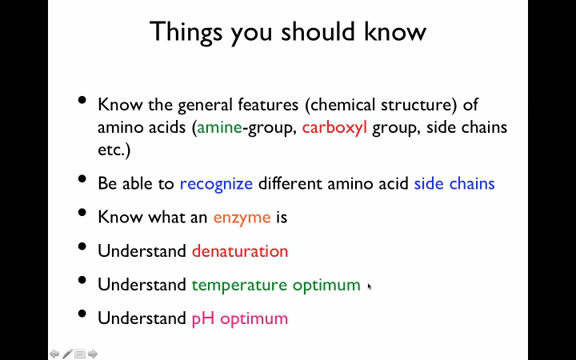 Things you should know
• Know the general features (chemical structure) of
amino acids (amine-group, carboxyl group, side chains
etc.)
• Be able to recognize different amino acid side chains
• Know what an enzyme is
• Understand denaturation
• Understand temperature optimum
• Understand pH optimum